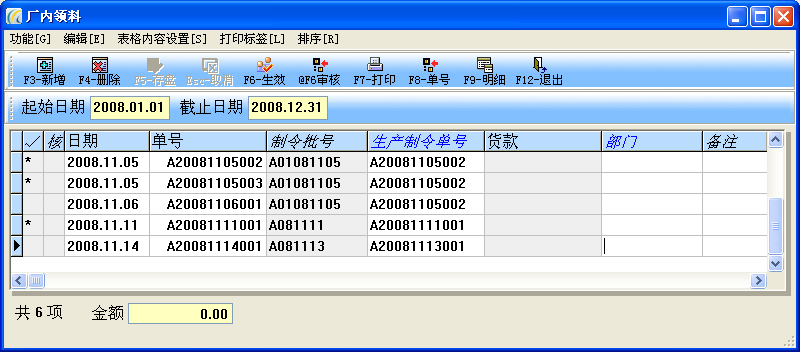 厂内领料
功能[G] 编辑[E] 表格内容设置[S] 打印标签[L] 排序[R]
F3-新增 F4-删除 F5-存盘 Esc-取消 F6-生效 @F6审核 F7-打印 F8-单号 F9-明细 F12-退出
起始日期 2008.01.01 截止日期 2008.12.31
✓ 核 日期 单号 制令批号 生产制令单号 货款 部门 备注
* 2008.11.05 A20081105002 A01081105 A20081105002
* 2008.11.05 A20081105003 A01081105 A20081105002
2008.11.06 A20081106001 A01081105 A20081105002
* 2008.11.11 A20081111001 A081111 A20081111001
2008.11.14 A20081114001 A081113 A20081113001
共 6 项 金额 0.00